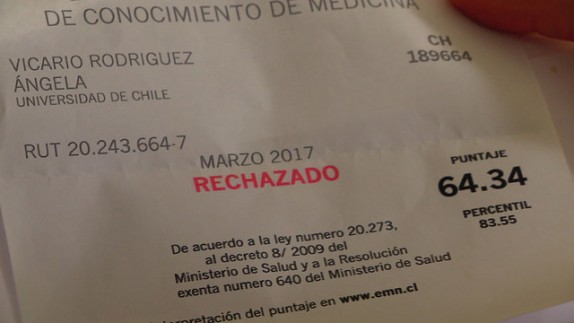 DE CONOCIMIENTO DE MEDICINA
VICARIO RODRIGUEZ
ÁNGELA
UNIVERSIDAD DE CHILE
CH
189664
RUT 20.243.664-7
MARZO 2017
RECHAZADO
PUNTAJE
64.34
PERCENTIL
83.55
De acuerdo a la ley numero 20.273,
al decreto 8/ 2009 del
Ministerio de Salud y a la Resolución
exenta numero 640 del Ministerio de Salud
del puntaje en www.emn.cl